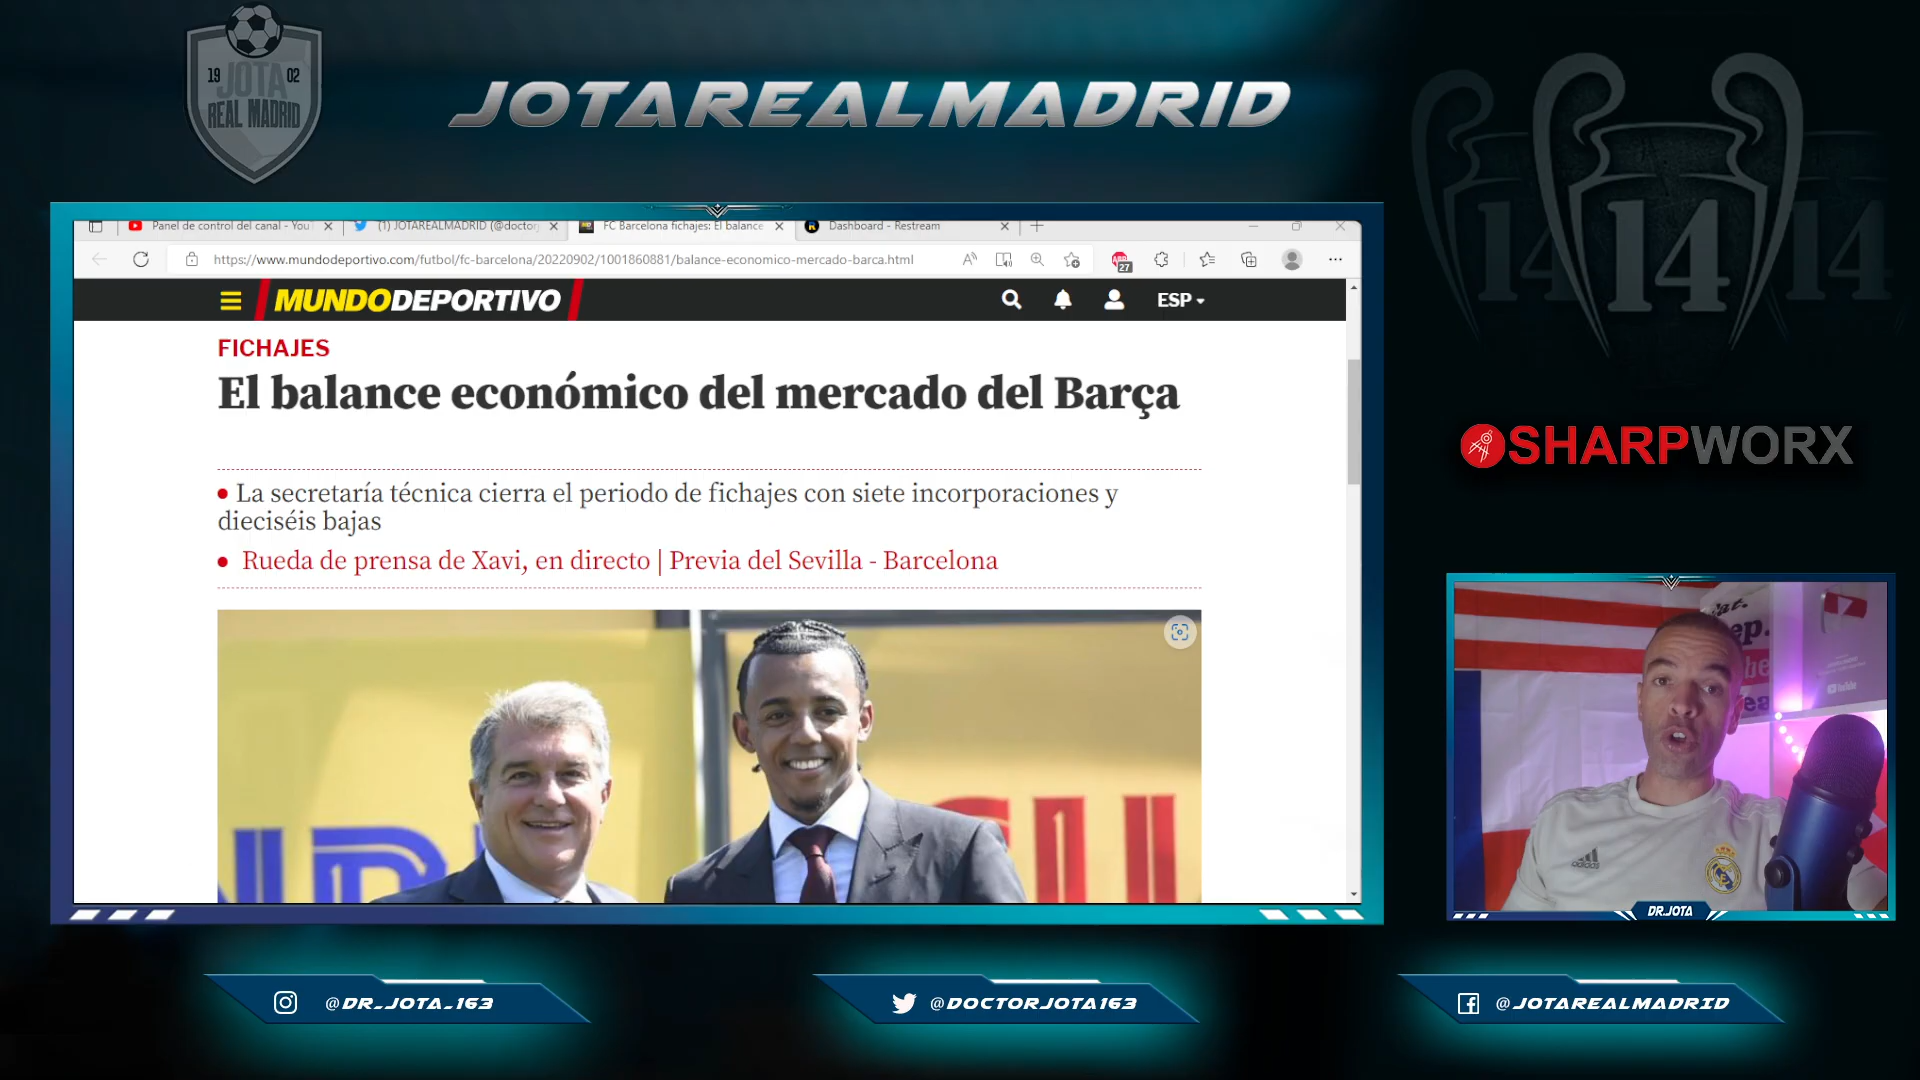 19 02
JOTA
REAL MADRID
JOTAREALMADRID
14
14
14
Panel de control del canal - You
(1) JOTAREALMADRID (@doctor
FC Barcelona fichajes: El balance
Dashboard - Restream
https://www.mundodeportivo.com/futbol/fc-barcelona/20220902/1001860881/balance-economico-mercado-barca.html
27
MUNDODEPORTIVO
ESP
FICHAJES
El balance económico del mercado del Barça
La secretaría técnica cierra el periodo de fichajes con siete incorporaciones y
dieciséis bajas
Rueda de prensa de Xavi, en directo | Previa del Sevilla - Barcelona
SHARPWORX
adidas
DR.JOTA
@DR_JOTA_163
@DOCTORJOTA163
@JOTAREALMADRID